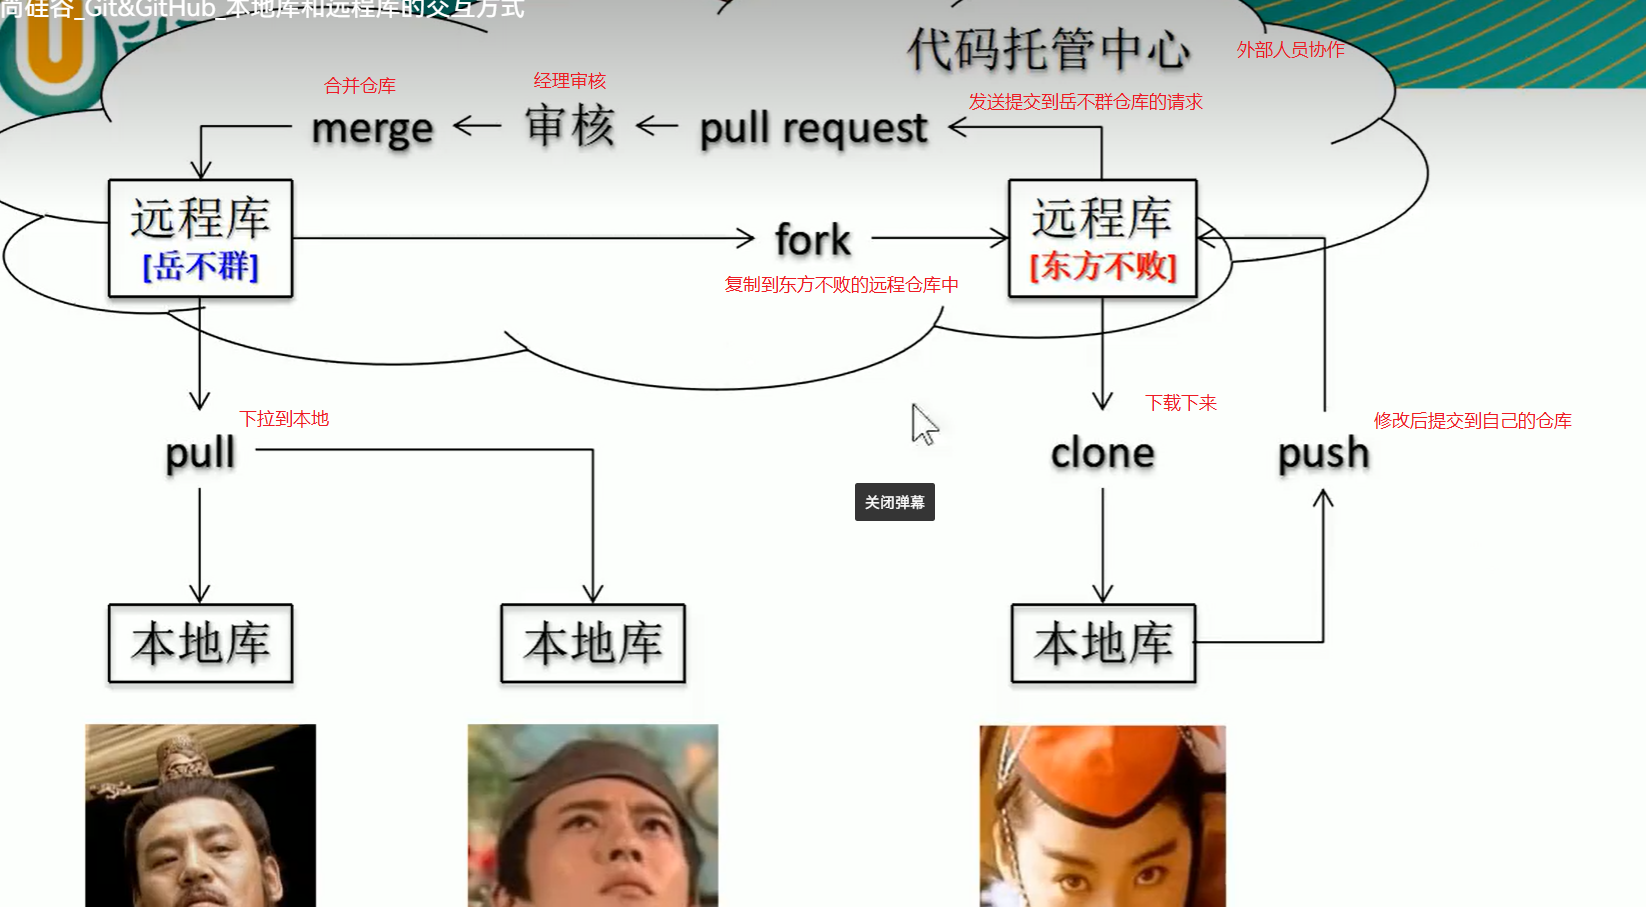 尚硅谷_Git&GitHub_本地库和远程库的交互方式
代码托管中心
外部人员协作
合并仓库
经理审核
发送提交到岳不群仓库的请求
merge
审核
pull request
远程库
[岳不群]
fork
远程库
[东方不败]
复制到东方不败的远程仓库中
下拉到本地
下载下来
修改后提交到自己的仓库
pull
clone
push
关闭弹幕
本地库
本地库
本地库